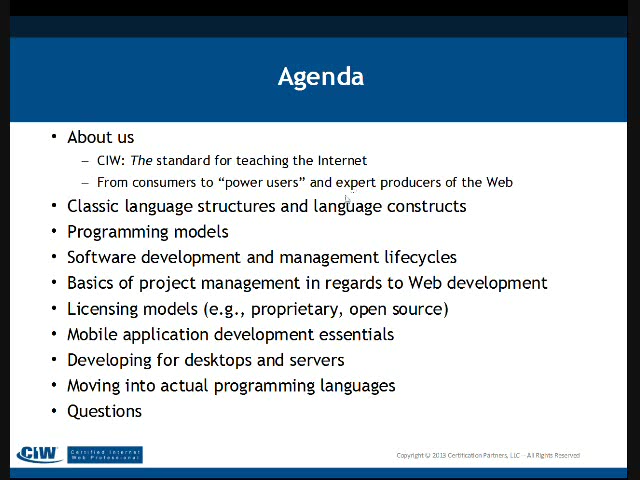 Agenda
• About us
– CIW: The standard for teaching the Internet
– From consumers to “power users” and expert producers of the Web
• Classic language structures and language constructs
• Programming models
• Software development and management lifecycles
• Basics of project management in regards to Web development
• Licensing models (e.g., proprietary, open source)
• Mobile application development essentials
• Developing for desktops and servers
• Moving into actual programming languages
• Questions
CIW
Certified Internet
Web Professional
Copyright © 2013 Certification Partners, LLC – All Rights Reserved